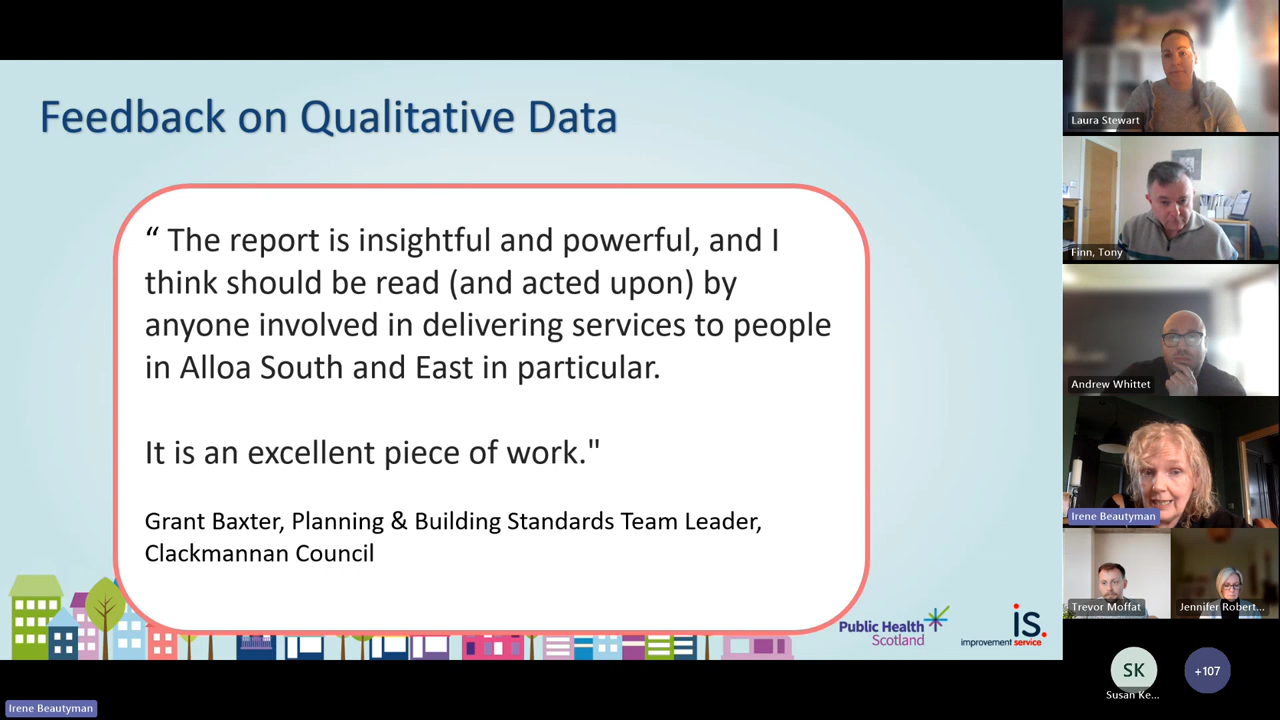 Feedback on Qualitative Data
“ The report is insightful and powerful, and I
think should be read (and acted upon) by
anyone involved in delivering services to people
in Alloa South and East in particular.
It is an excellent piece of work."
Grant Baxter, Planning & Building Standards Team Leader,
Clackmannan Council
Public Health
Scotland
is.
improvement service
Irene Beautyman
Laura Stewart
Finn, Tony
Andrew Whittet
Irene Beautyman
Trevor Moffat
Jennifer Robert...
SK
Susan Ke...
+107